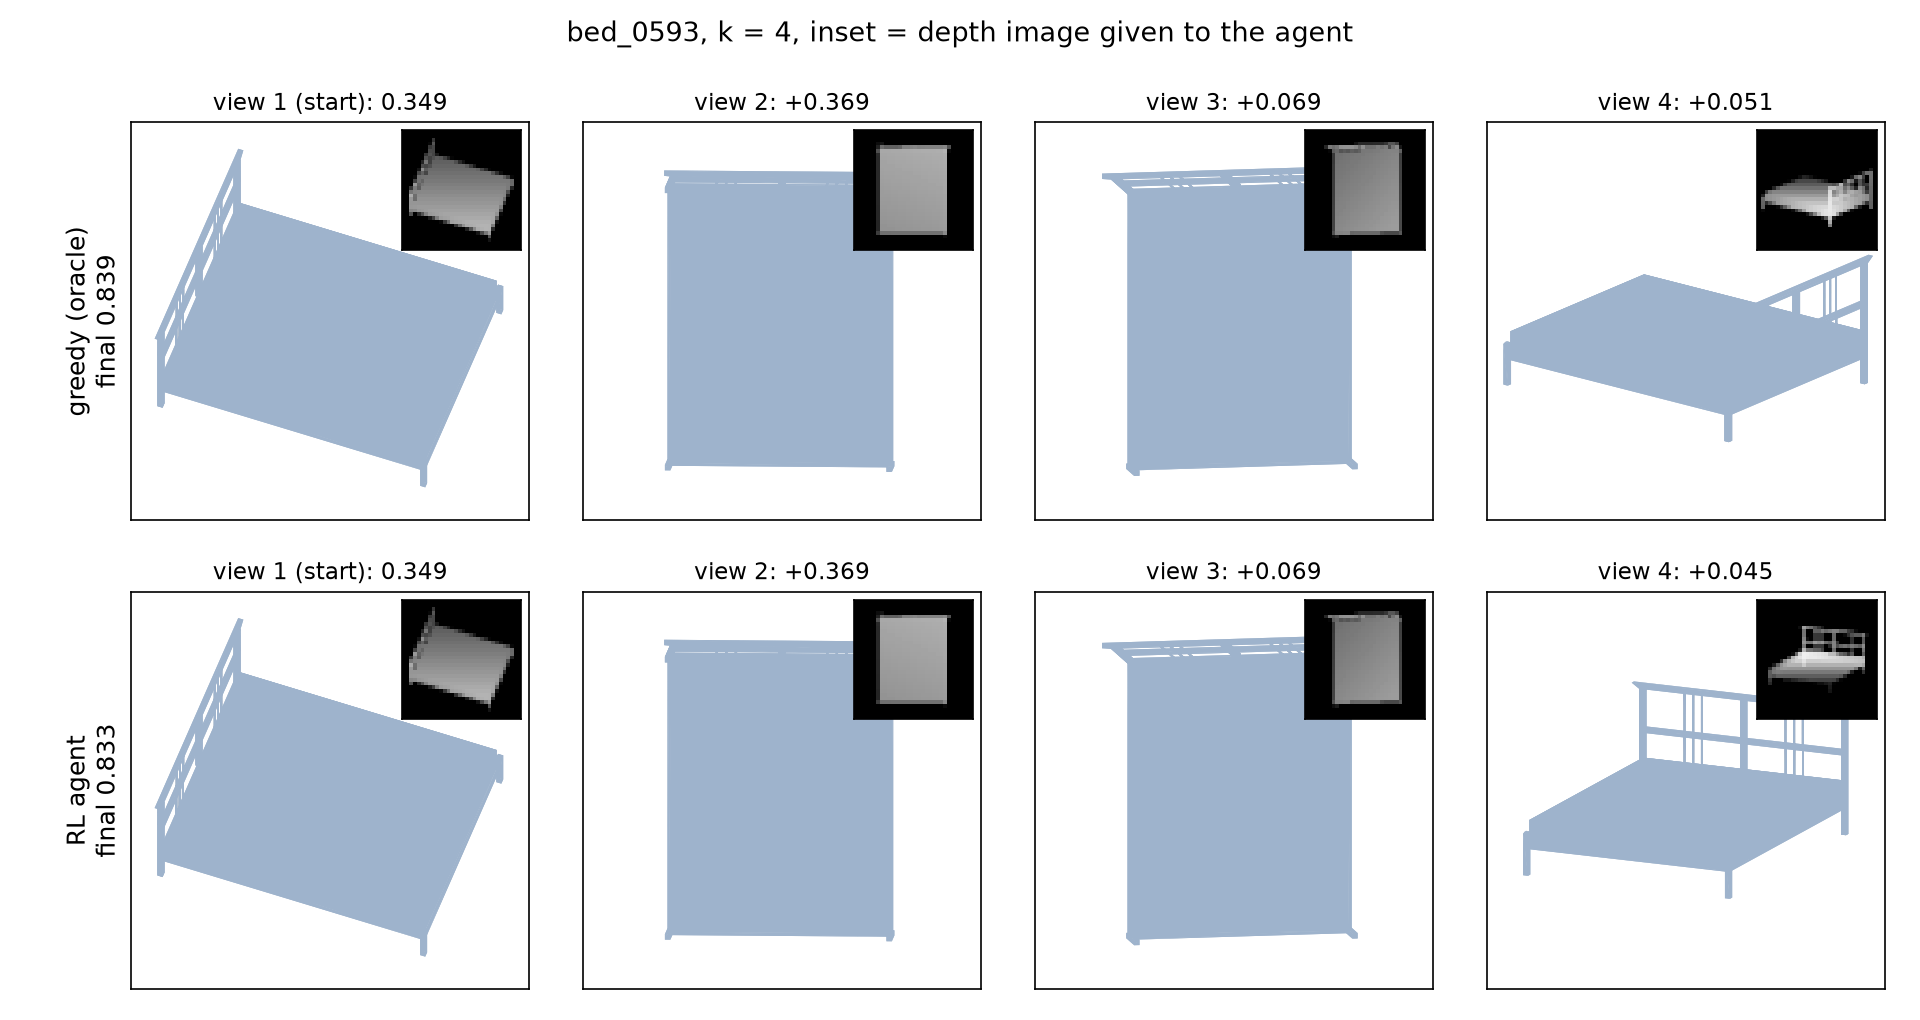 bed_0593, k = 4, inset = depth image given to the agent
view 1 (start): 0.349
view 2: +0.369
view 3: +0.069
view 4: +0.051
greedy (oracle)
final 0.839
view 1 (start): 0.349
view 2: +0.369
view 3: +0.069
view 4: +0.045
RL agent
final 0.833